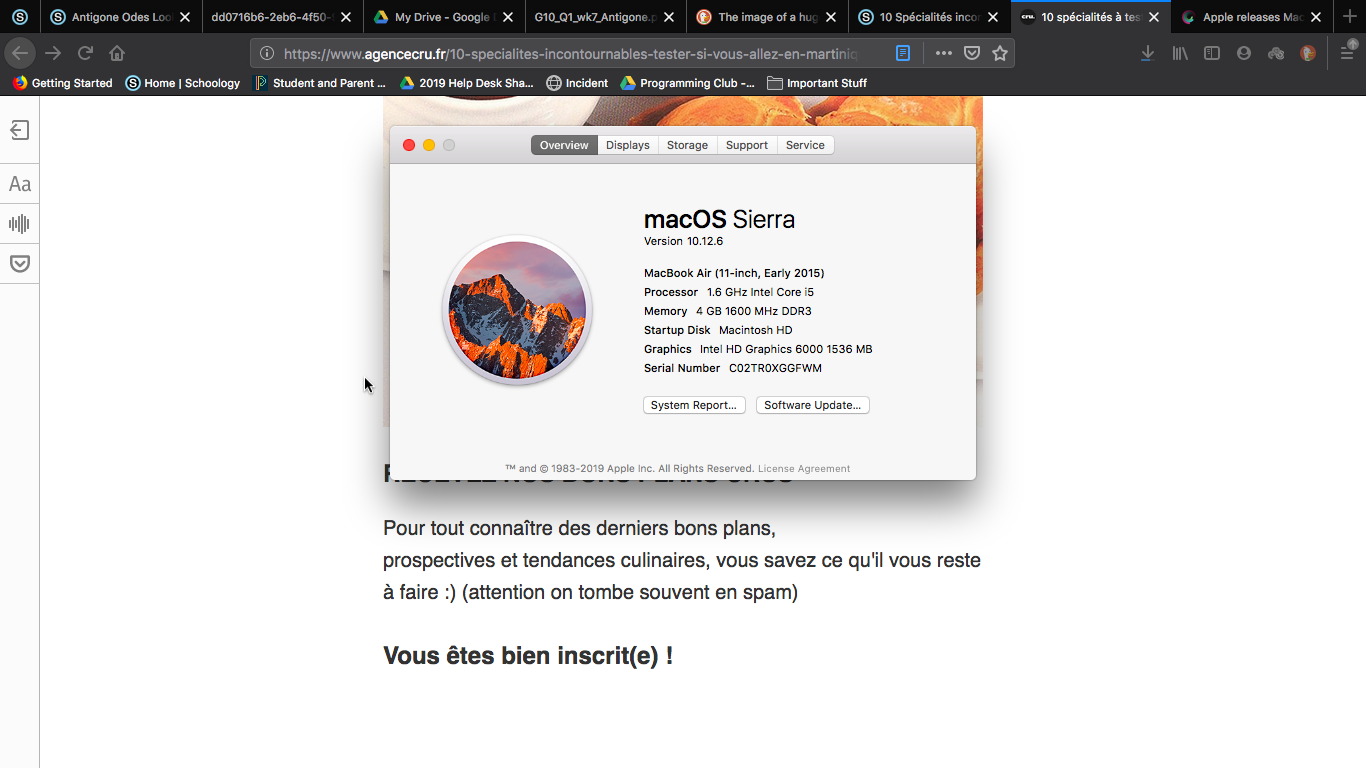 Antigone Odes Loo
dd0716b6-2eb6-4f50-
My Drive - Google
G10_Q1_wk7_Antigone.p
The image of a hug
10 Spécialités inco
cru. 10 spécialités à tes
Apple releases Mac
https://www.agencecru.fr/10-specialites-incontournables-tester-si-vous-allez-en-martiniq
Getting Started
Home | Schoology
Student and Parent ...
2019 Help Desk Sha...
Incident
Programming Club -...
Important Stuff
Aa
Overview
Displays
Storage
Support
Service
macOS Sierra
Version 10.12.6
MacBook Air (11-inch, Early 2015)
Processor 1.6 GHz Intel Core i5
Memory 4 GB 1600 MHz DDR3
Startup Disk Macintosh HD
Graphics Intel HD Graphics 6000 1536 MB
Serial Number C02TR0XGGFWM
System Report...
Software Update...
™ and © 1983-2019 Apple Inc. All Rights Reserved. License Agreement
Pour tout connaître des derniers bons plans,
prospectives et tendances culinaires, vous savez ce qu'il vous reste
à faire :) (attention on tombe souvent en spam)
Vous êtes bien inscrit(e) !